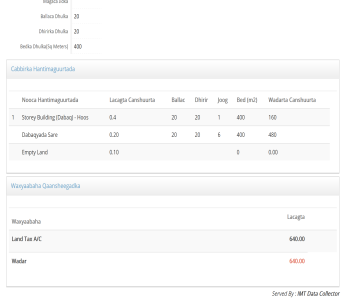 Magaca Xilka
Ballaca Dhulka 20
Dhirirka Dhulka 20
Bedka Dhulka(Sq Meters) 400
Cabbirka Hantimaguurtada
Nooca Hantimaguurtada Lacagta Canshuurta Ballac Dhirir Joog Bed (m2) Wadarta Canshuurta
1 Storey Building (Dabaq) - Hoos 0.4 20 20 1 400 160
Dabaqyada Sare 0.20 20 20 6 400 480
Empty Land 0.10 0 0.00
Waxyaabaha Qaansheegadka
Waxyaabaha Lacagta
Land Tax A/C 640.00
Wadar 640.00
Served By : IMT Data Collector